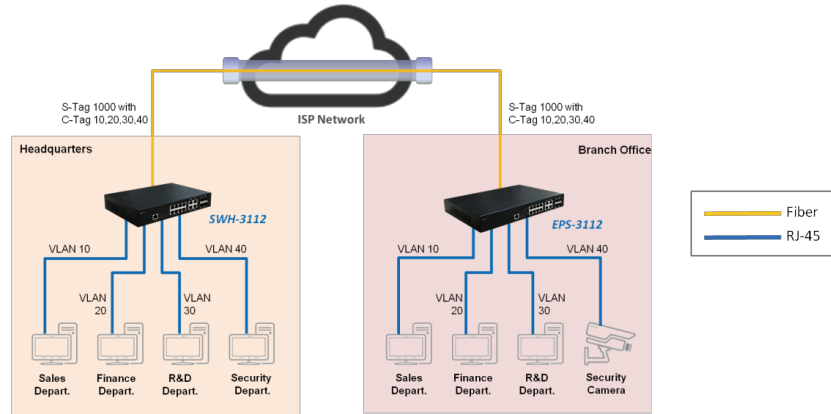 ISP Network
S-Tag 1000 with
C-Tag 10,20,30,40
S-Tag 1000 with
C-Tag 10,20,30,40
Headquarters
SWH-3112
VLAN 10
VLAN 40
VLAN
20
VLAN
30
Sales
Depart.
Finance
Depart.
R&D
Depart.
Security
Depart.
Branch Office
EPS-3112
VLAN 10
VLAN 40
VLAN
20
VLAN
30
Sales
Depart.
Finance
Depart.
R&D
Depart.
Security
Camera
Fiber
RJ-45